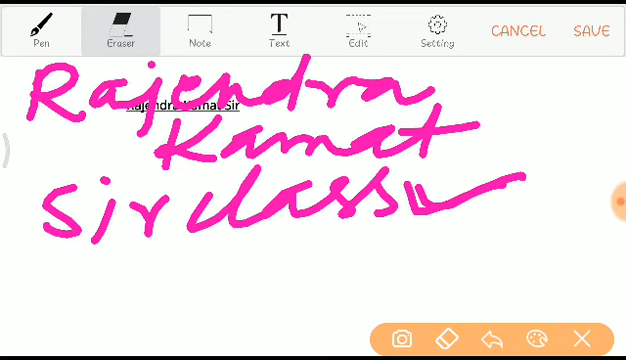 Pen Eraser Note Text Edit Setting CANCEL SAVE
Rajendra
Rajendra Kamat Sir
Kamat
Sir class